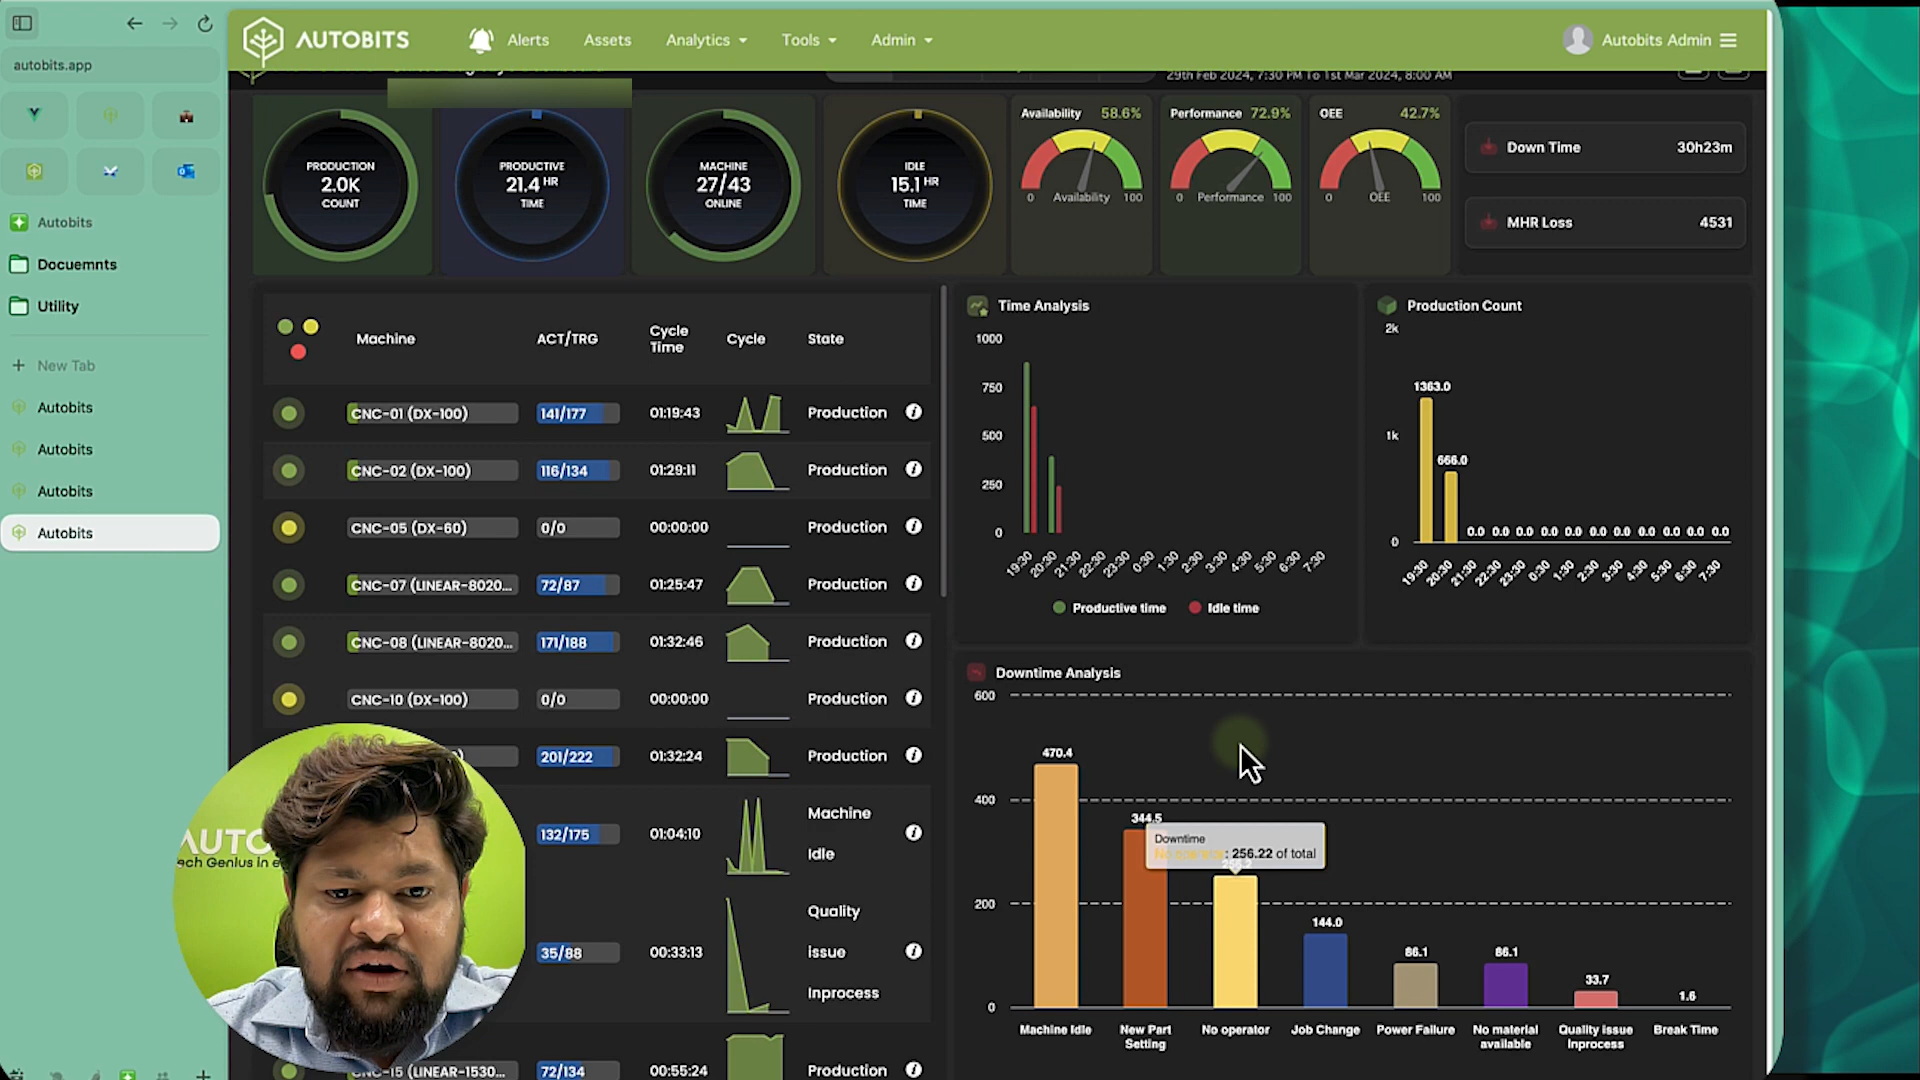 autobits.app
AUTOBITS
Alerts
Assets
Analytics
Tools
Admin
Autobits Admin
29th Feb 2024, 7:30 PM To 1st Mar 2024, 8:00 AM
Autobits
Docuemnts
Utility
New Tab
Autobits
Autobits
Autobits
Autobits
PRODUCTION
2.0K
COUNT
PRODUCTIVE
21.4 HR
TIME
MACHINE
27/43
ONLINE
IDLE
15.1 HR
TIME
Availability 58.6%
0 Availability 100
Performance 72.9%
0 Performance 100
OEE 42.7%
0 OEE 100
Down Time 30h23m
MHR Loss 4531
Machine ACT/TRG Cycle Time Cycle State
CNC-01 (DX-100) 141/177 01:19:43 Production
CNC-02 (DX-100) 116/134 01:29:11 Production
CNC-05 (DX-60) 0/0 00:00:00 Production
CNC-07 (LINEAR-8020... 72/87 01:25:47 Production
CNC-08 (LINEAR-8020... 171/188 01:32:46 Production
CNC-10 (DX-100) 0/0 00:00:00 Production
201/222 01:32:24 Production
132/175 01:04:10 Machine Idle
35/88 00:33:13 Quality issue Inprocess
CNC-15 (LINEAR-1530... 72/134 00:55:24 Production
Time Analysis
1000
750
500
250
0
19:30 20:30 21:30 22:30 23:30 0:30 1:30 2:30 3:30 4:30 5:30 6:30 7:30
Productive time Idle time
Production Count
2k
1k
0
1363.0
666.0
0.0 0.0 0.0 0.0 0.0 0.0 0.0 0.0 0.0 0.0 0.0
19:30 20:30 21:30 22:30 23:30 0:30 1:30 2:30 3:30 4:30 5:30 6:30 7:30
Downtime Analysis
600
400
200
0
470.4
344.5
144.0
86.1
86.1
33.7
1.6
Downtime
No operator: 256.22 of total
Machine Idle
New Part Setting
No operator
Job Change
Power Failure
No material available
Quality issue Inprocess
Break Time